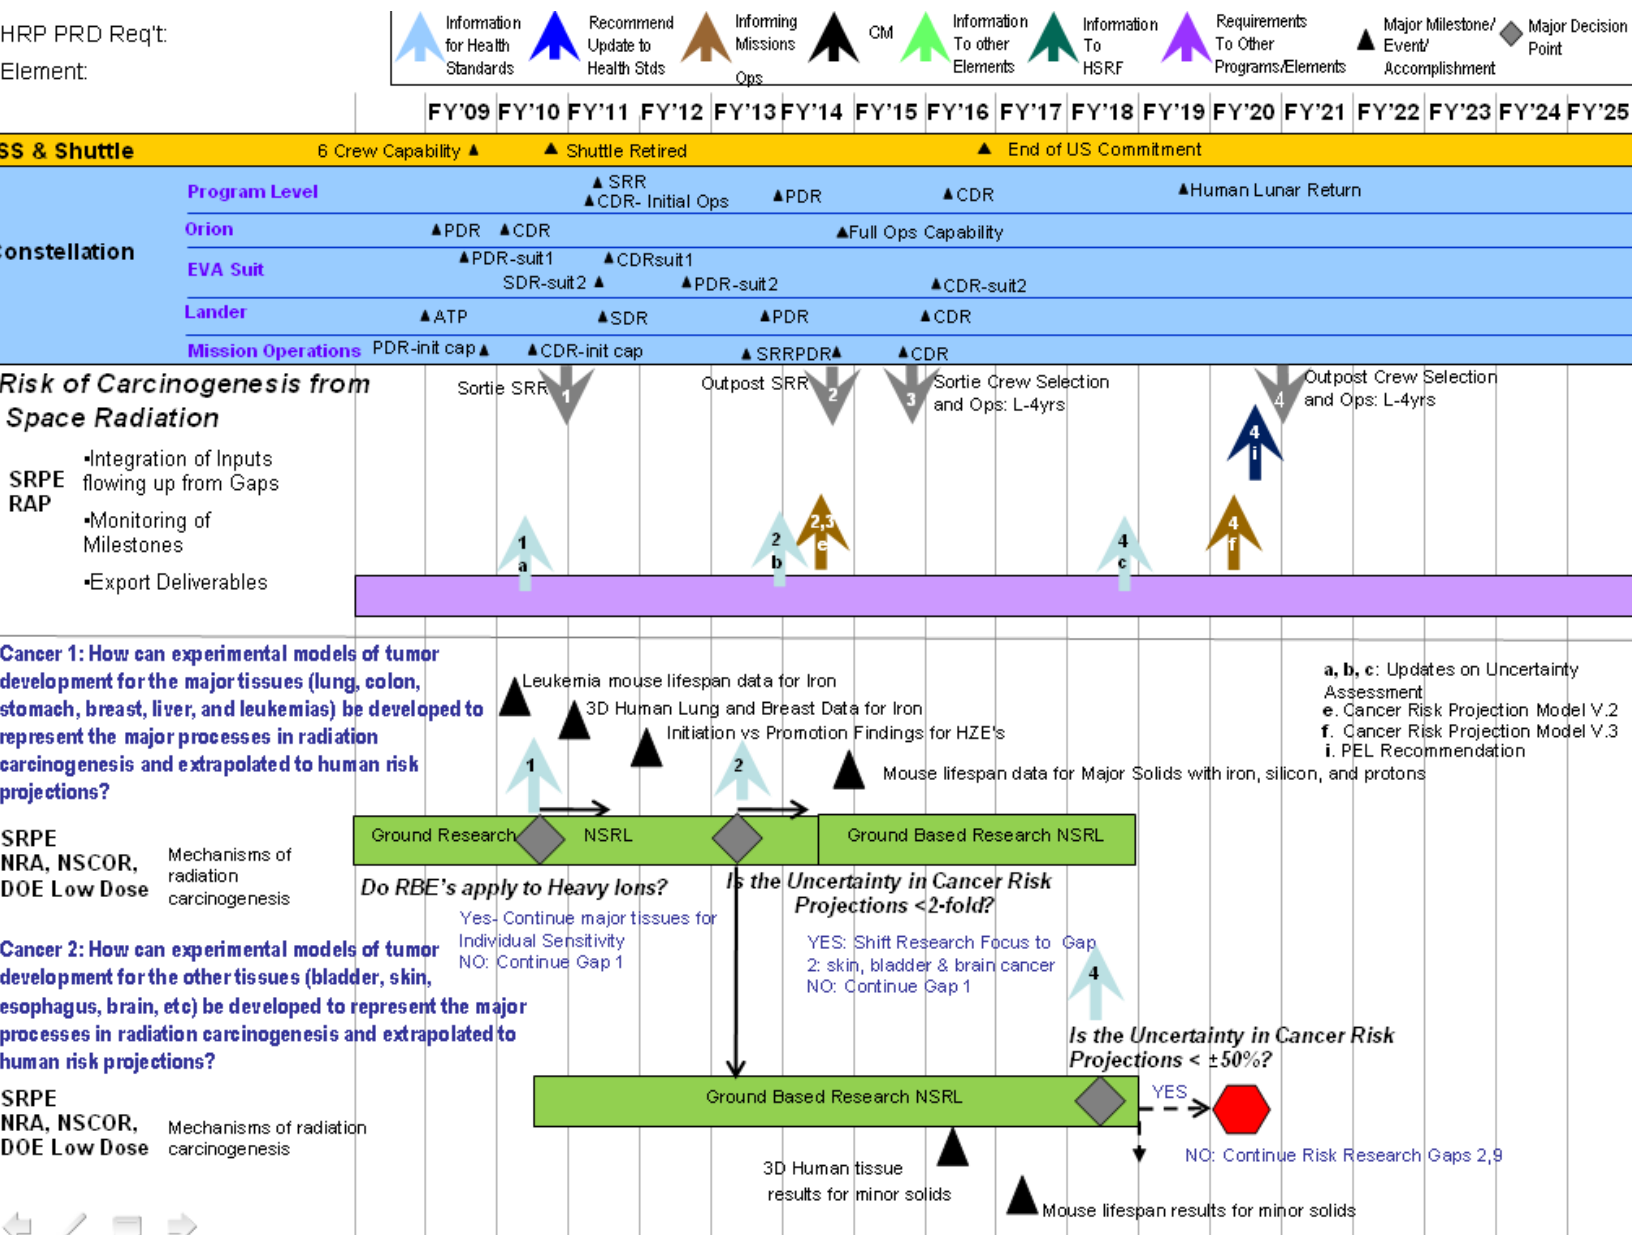 HRP PRD Req't:
Element:
Information
for Health
Standards
Recommend
Update to
Health Stds
Informing
Missions
Ops
CM
Information
To other
Elements
Information
To
HSRF
Requirements
To Other
Programs/Elements
Major Milestone/
Event/
Accomplishment
Major Decision
Point
FY'09 FY'10 FY'11 FY'12 FY'13 FY'14 FY'15 FY'16 FY'17 FY'18 FY'19 FY'20 FY'21 FY'22 FY'23 FY'24 FY'25
SS & Shuttle
6 Crew Capability
Shuttle Retired
End of US Commitment
onstellation
Program Level
SRR
CDR- Initial Ops
PDR
CDR
Human Lunar Return
Orion
PDR
CDR
Full Ops Capability
EVA Suit
PDR-suit1
CDRsuit1
SDR-suit2
PDR-suit2
CDR-suit2
Lander
ATP
SDR
PDR
CDR
Mission Operations
PDR-init cap
CDR-init cap
SRRPDR
CDR
Risk of Carcinogenesis from
Space Radiation
Sortie SRR
1
Outpost SRR
2
3
Sortie Crew Selection
and Ops: L-4yrs
4
Outpost Crew Selection
and Ops: L-4yrs
SRPE
RAP
▪Integration of Inputs
flowing up from Gaps
▪Monitoring of
Milestones
▪Export Deliverables
1
a
2
b
2,3
e
4
c
4
f
4
i
Cancer 1: How can experimental models of tumor
development for the major tissues (lung, colon,
stomach, breast, liver, and leukemias) be developed to
represent the major processes in radiation
carcinogenesis and extrapolated to human risk
projections?
Leukemia mouse lifespan data for Iron
3D Human Lung and Breast Data for Iron
Initiation vs Promotion Findings for HZE's
Mouse lifespan data for Major Solids with iron, silicon, and protons
a, b, c: Updates on Uncertainty
Assessment
e. Cancer Risk Projection Model V.2
f. Cancer Risk Projection Model V.3
i. PEL Recommendation
1
2
SRPE
NRA, NSCOR,
DOE Low Dose
Mechanisms of
radiation
carcinogenesis
Ground Research
NSRL
Ground Based Research NSRL
Do RBE's apply to Heavy Ions?
Yes- Continue major tissues for
Individual Sensitivity
NO: Continue Gap 1
Is the Uncertainty in Cancer Risk
Projections <2-fold?
YES: Shift Research Focus to Gap
2: skin, bladder & brain cancer
NO: Continue Gap 1
Cancer 2: How can experimental models of tumor
development for the other tissues (bladder, skin,
esophagus, brain, etc) be developed to represent the major
processes in radiation carcinogenesis and extrapolated to
human risk projections?
4
Is the Uncertainty in Cancer Risk
Projections < ±50%?
SRPE
NRA, NSCOR,
DOE Low Dose
Mechanisms of radiation
carcinogenesis
Ground Based Research NSRL
YES
NO: Continue Risk Research Gaps 2,9
3D Human tissue
results for minor solids
Mouse lifespan results for minor solids